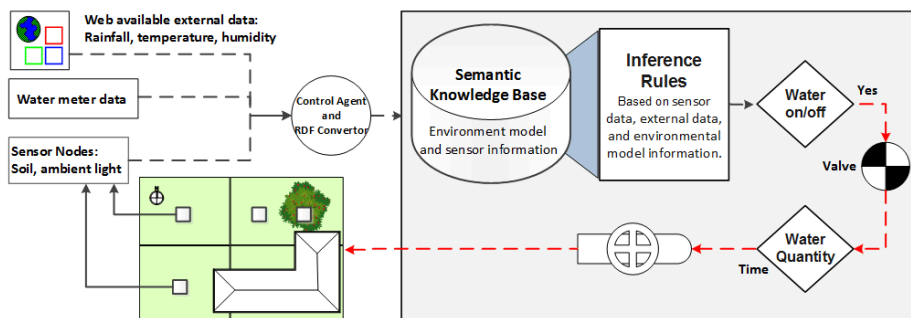 Web available external data:
Rainfall, temperature, humidity
Water meter data
Sensor Nodes:
Soil, ambient light
Control Agent
and
RDF Convertor
Semantic
Knowledge Base
Environment model
and sensor information
Inference
Rules
Based on sensor
data, external data,
and environmental
model information.
Water
on/off
Yes
Valve
Water
Quantity
Time